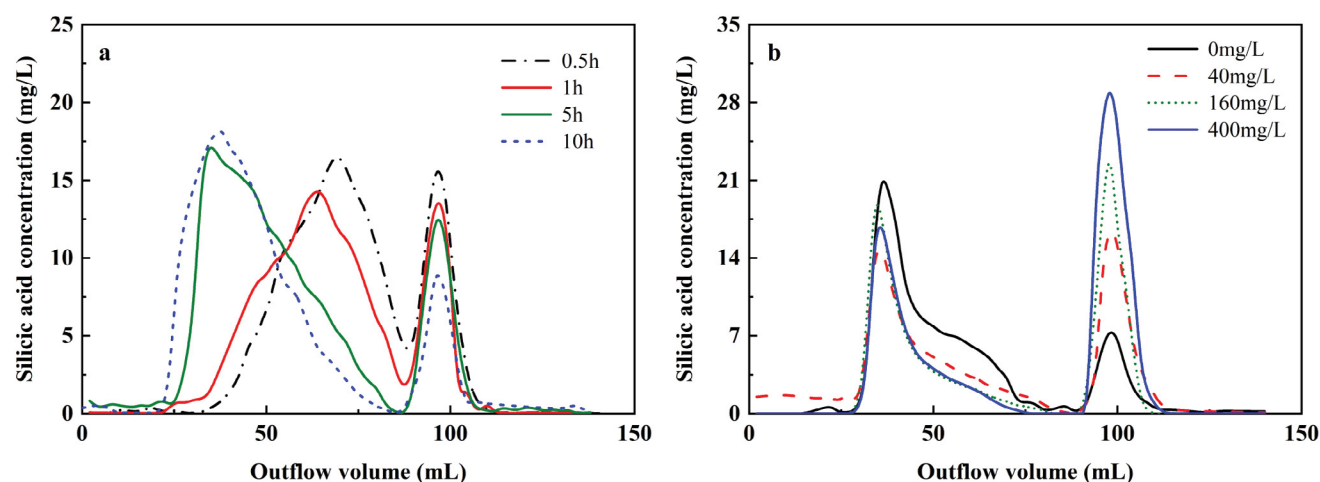 a
0.5h
1h
5h
10h
25
20
15
10
5
0
0
50
100
150
Silicic acid concentration (mg/L)
Outflow volume (mL)
b
0mg/L
40mg/L
160mg/L
400mg/L
35
28
21
14
7
0
0
50
100
150
Silicic acid concentration (mg/L)
Outflow volume (mL)